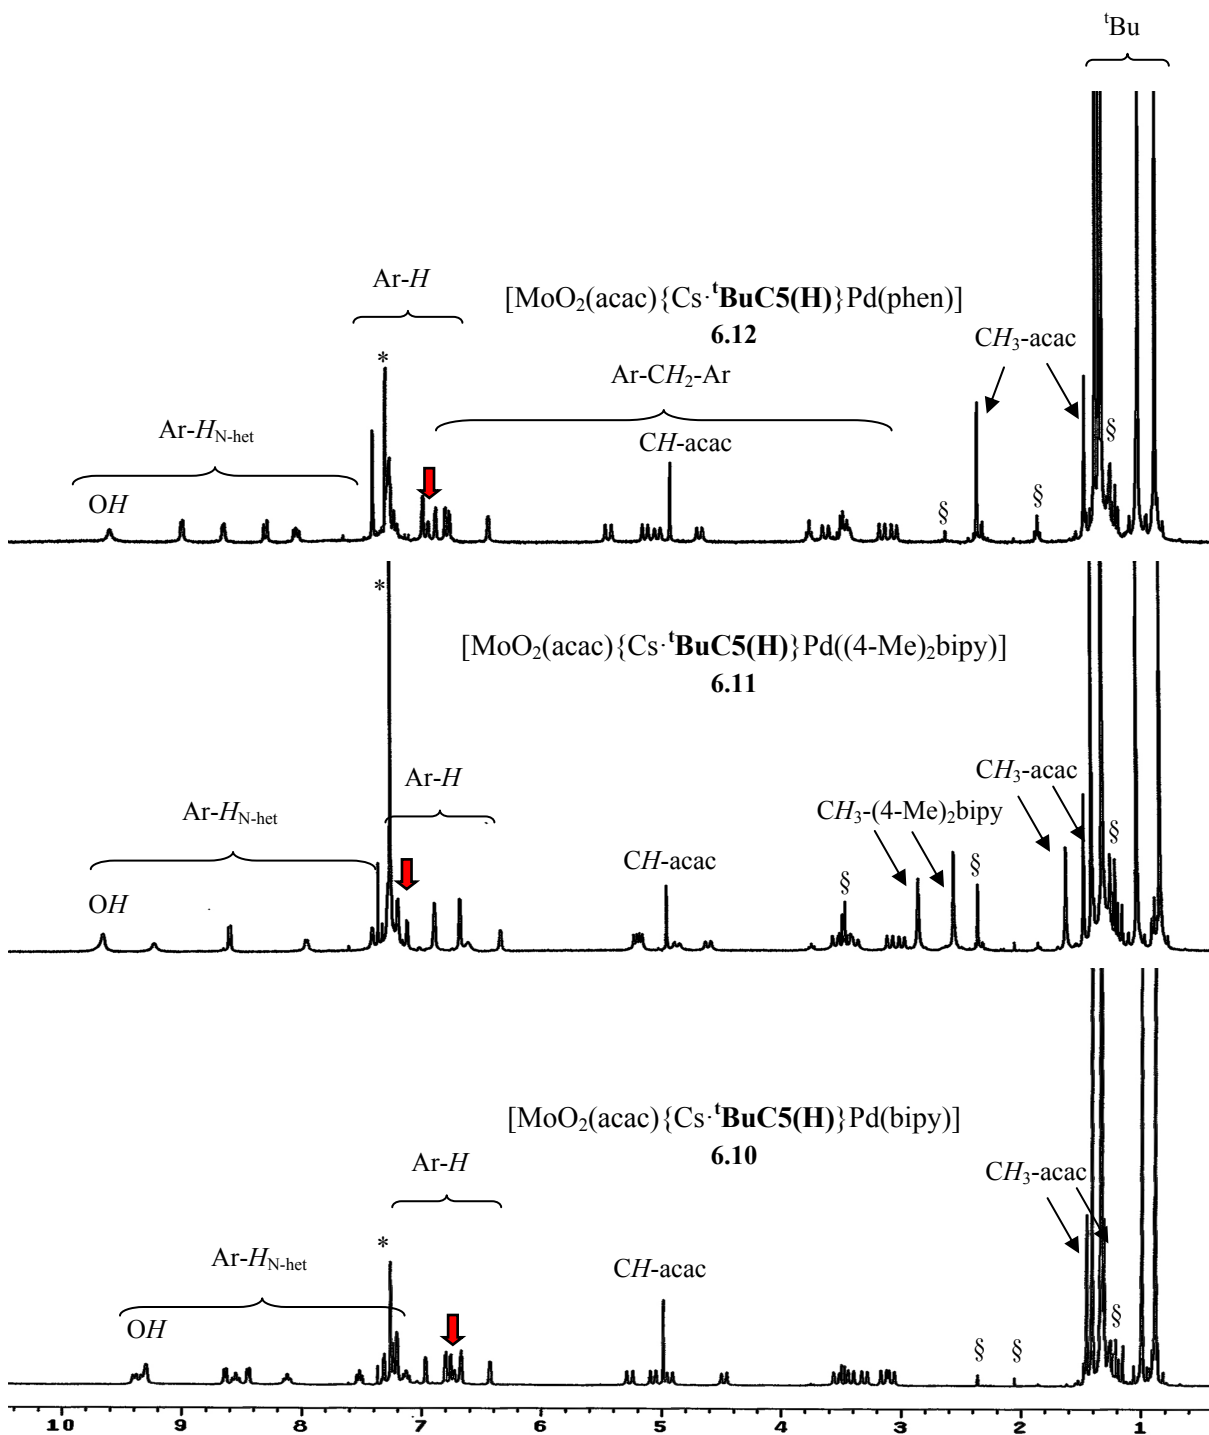 ᵗBu
Ar-H
[MoO₂(acac){Cs·ᵗBuC5(H)}Pd(phen)]
6.12
CH₃-acac
*
Ar-CH₂-Ar
Ar-H_N-het
CH-acac
§
OH
§
§
*
[MoO₂(acac){Cs·ᵗBuC5(H)}Pd((4-Me)₂bipy)]
6.11
Ar-H
CH₃-acac
Ar-H_N-het
CH₃-(4-Me)₂bipy
§
CH-acac
§
§
OH
[MoO₂(acac){Cs·ᵗBuC5(H)}Pd(bipy)]
6.10
Ar-H
CH₃-acac
*
Ar-H_N-het
CH-acac
§
OH
§
§
10 9 8 7 6 5 4 3 2 1